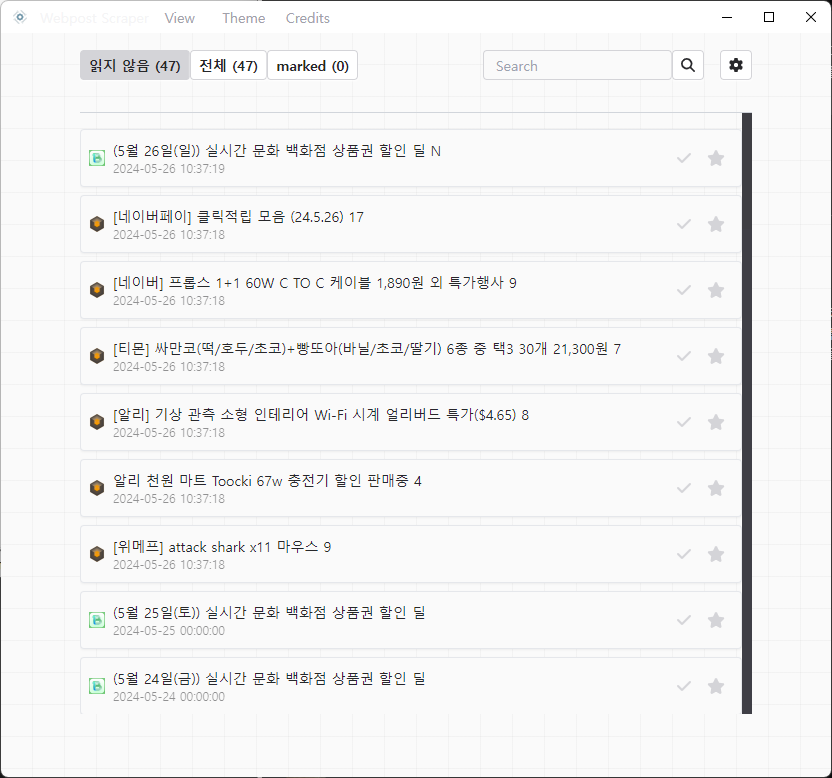 Webpost Scraper View Theme Credits
읽지 않음 (47) 전체 (47) marked (0) Search
(5월 26일(일)) 실시간 문화 백화점 상품권 할인 딜 N
2024-05-26 10:37:19
[네이버페이] 클릭적립 모음 (24.5.26) 17
2024-05-26 10:37:18
[네이버] 프롭스 1+1 60W C TO C 케이블 1,890원 외 특가행사 9
2024-05-26 10:37:18
[티몬] 싸만코(떡/호두/초코)+빵또아(바닐/초코/딸기) 6종 중 택3 30개 21,300원 7
2024-05-26 10:37:18
[알리] 기상 관측 소형 인테리어 Wi-Fi 시계 얼리버드 특가($4.65) 8
2024-05-26 10:37:18
알리 천원 마트 Toocki 67w 충전기 할인 판매중 4
2024-05-26 10:37:18
[위메프] attack shark x11 마우스 9
2024-05-26 10:37:18
(5월 25일(토)) 실시간 문화 백화점 상품권 할인 딜
2024-05-25 00:00:00
(5월 24일(금)) 실시간 문화 백화점 상품권 할인 딜
2024-05-24 00:00:00